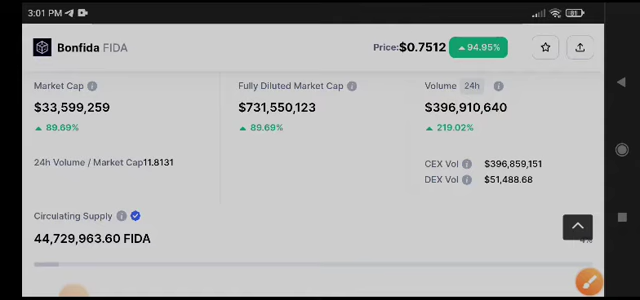 3:01 PM
Bonfida FIDA
Price: $0.7512 94.95%
Market Cap
$33,599,259
89.69%
24h Volume / Market Cap 11.8131
Fully Diluted Market Cap
$731,550,123
89.69%
Volume 24h
$396,910,640
219.02%
CEX Vol $396,859,151
DEX Vol $51,488.68
Circulating Supply
44,729,963.60 FIDA